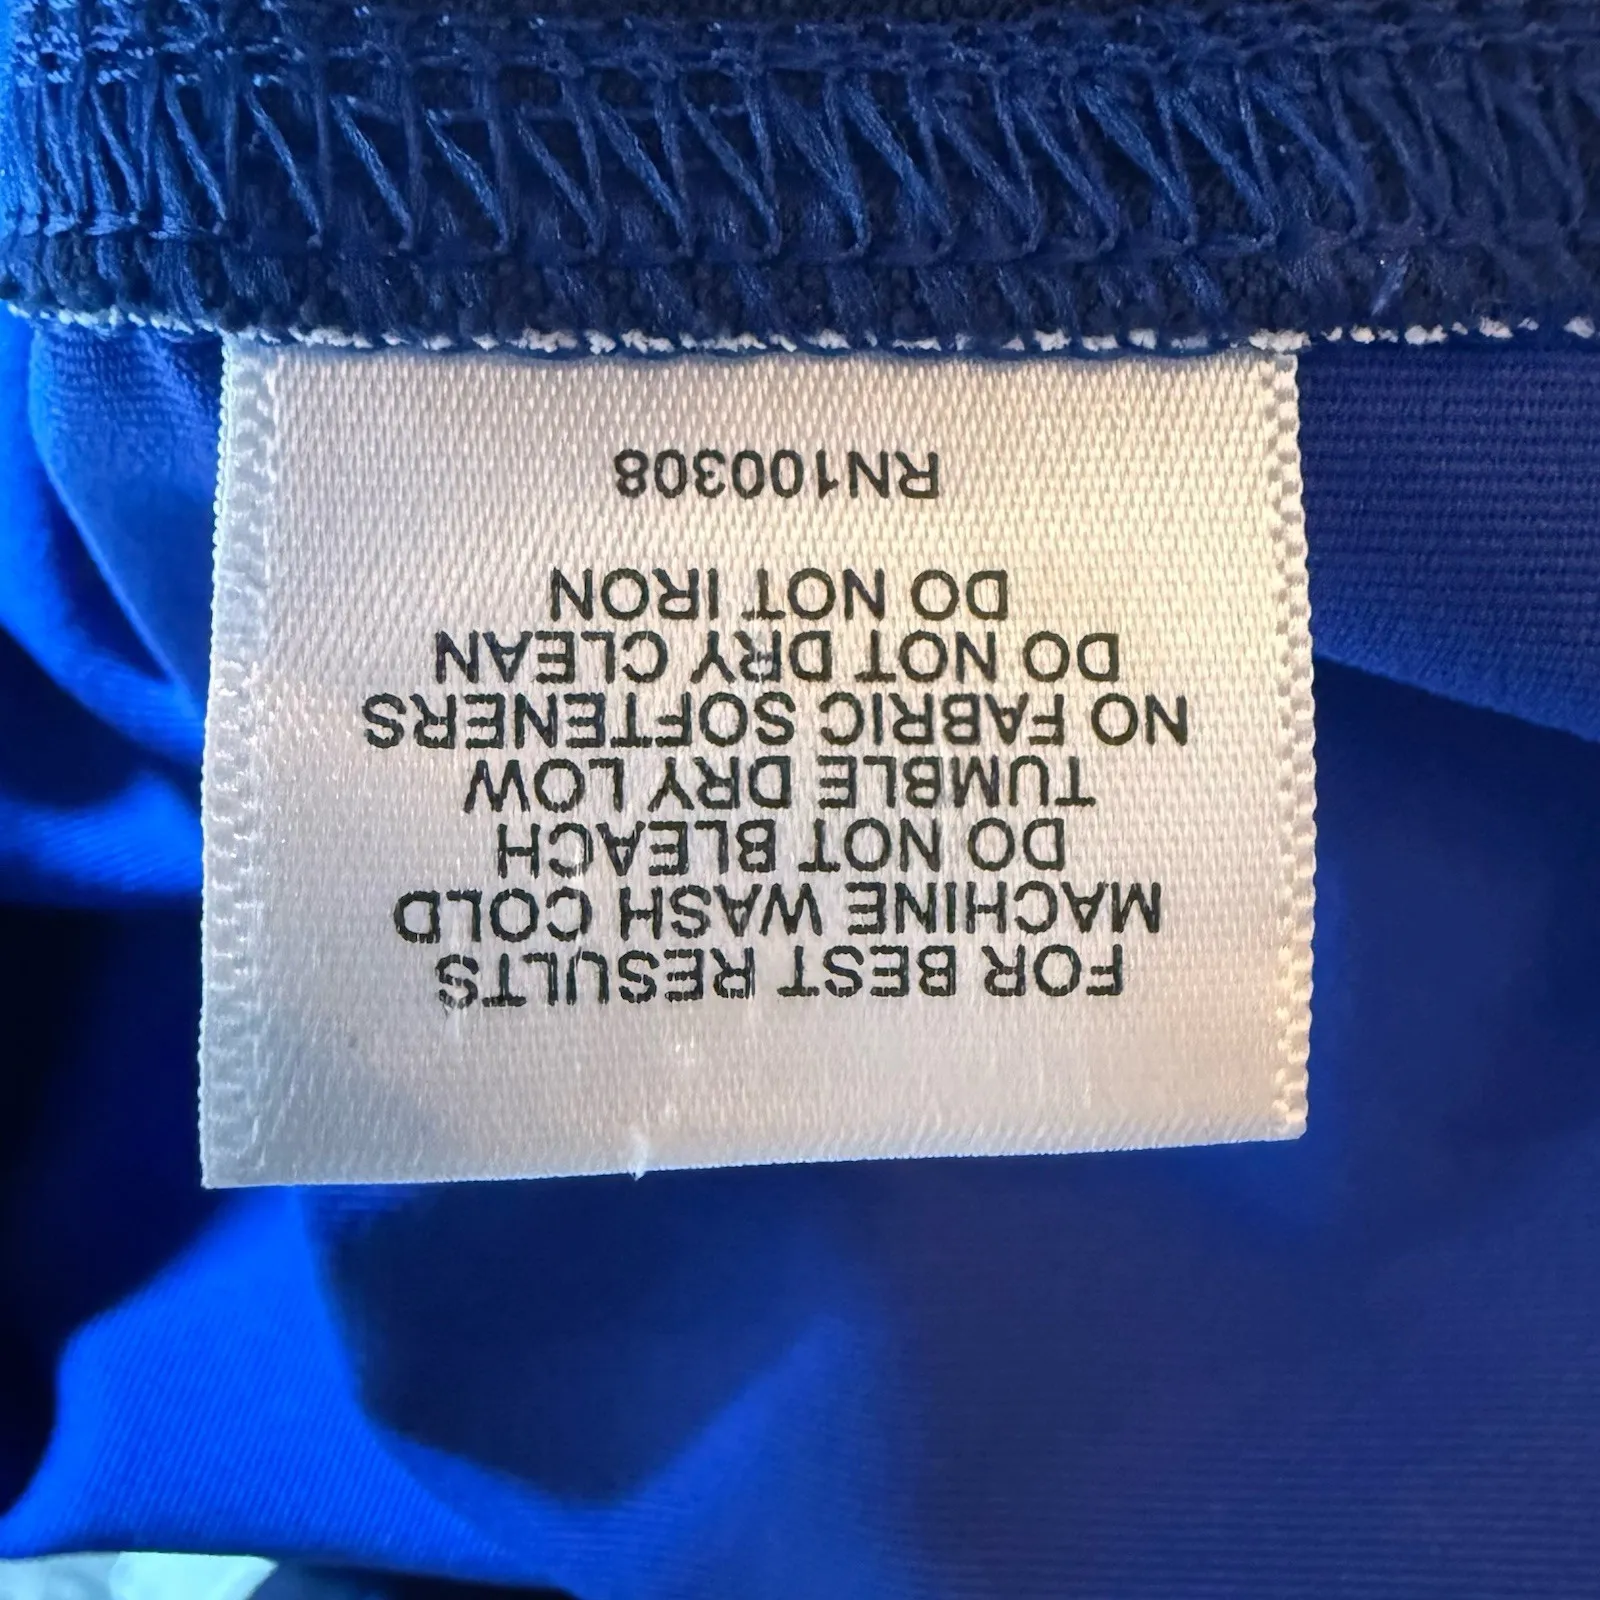 FOR BEST RESULTS
MACHINE WASH COLD
DO NOT BLEACH
TUMBLE DRY LOW
NO FABRIC SOFTENERS
DO NOT DRY CLEAN
DO NOT IRON
RN100308